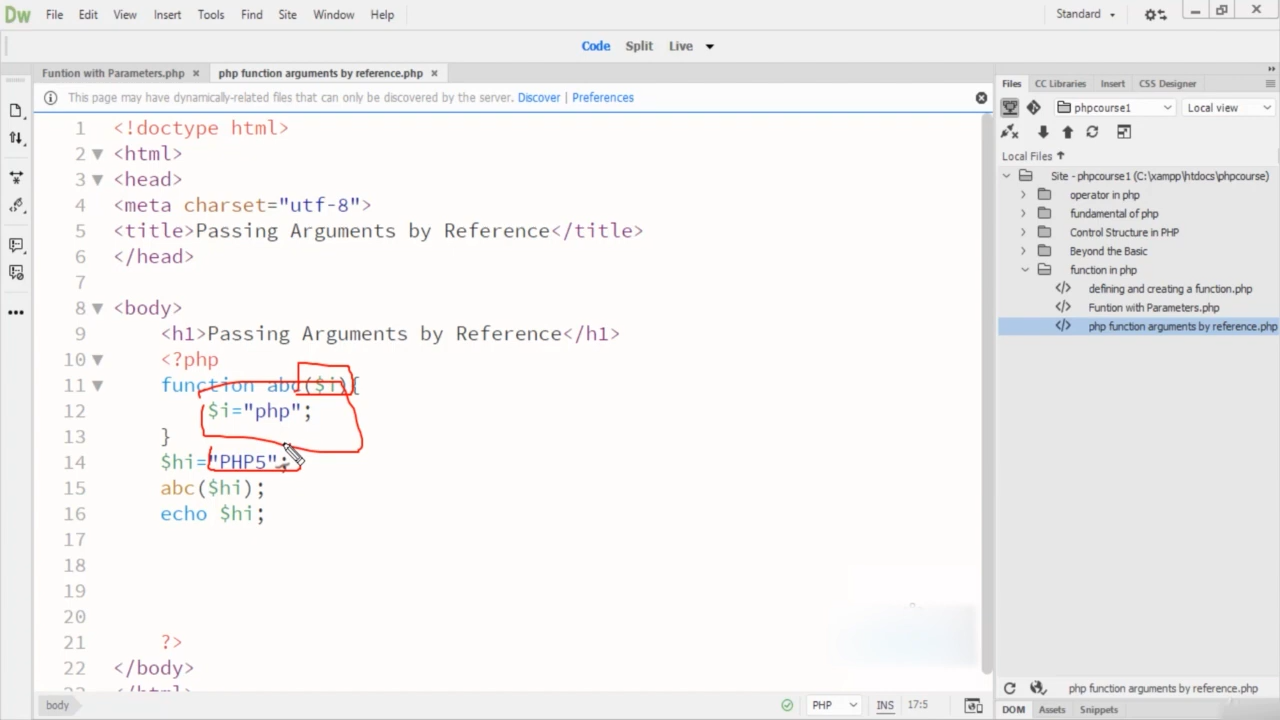 Dw File Edit View Insert Tools Find Site Window Help Standard
Code Split Live
Funtion with Parameters.php × php function arguments by reference.php ×
This page may have dynamically-related files that can only be discovered by the server. Discover | Preferences
1 <!doctype html>
2 <html>
3 <head>
4 <meta charset="utf-8">
5 <title>Passing Arguments by Reference</title>
6 </head>
7
8 <body>
9 <h1>Passing Arguments by Reference</h1>
10 <?php
11 function abc($i){
12 $i="php";
13 }
14 $hi="PHP5";
15 abc($hi);
16 echo $hi;
17
18
19
20
21 ?>
22 </body>
body PHP INS 17:5
Files CC Libraries Insert CSS Designer
phpcourse1 Local view
Local Files
Site - phpcourse1 (C:\xampp\htdocs\phpcourse)
operator in php
fundamental of php
Control Structure in PHP
Beyond the Basic
function in php
defining and creating a function.php
Funtion with Parameters.php
php function arguments by reference.php
php function arguments by reference.php
DOM Assets Snippets